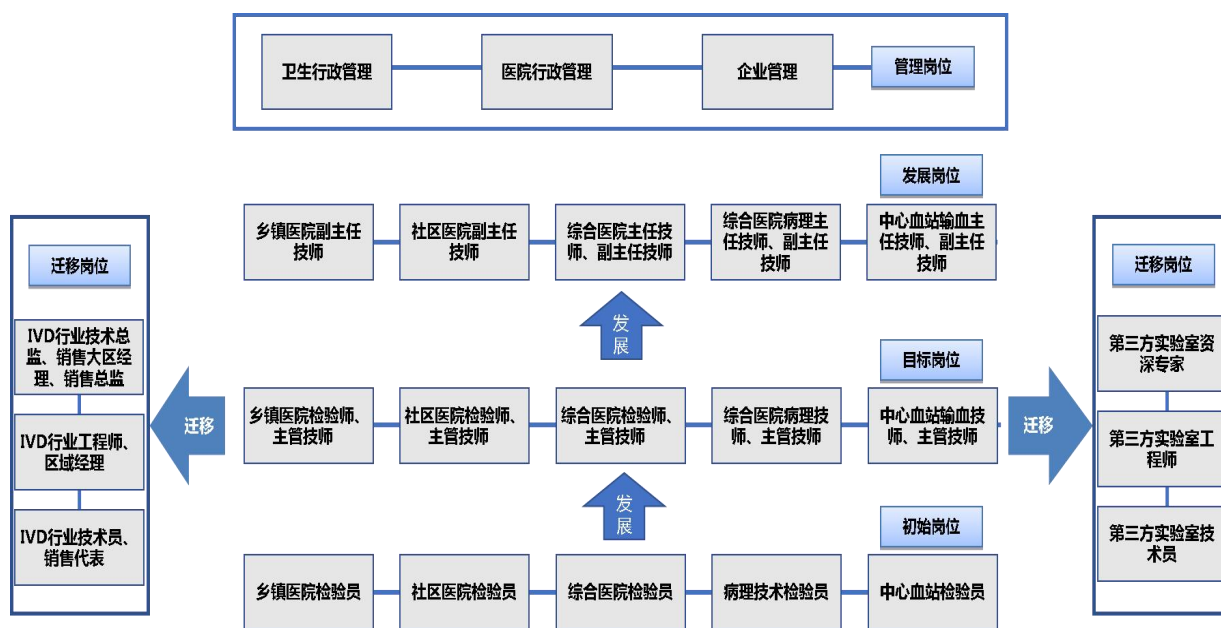 卫生行政管理
医院行政管理
企业管理
管理岗位
发展岗位
乡镇医院副主任
技师
社区医院副主任
技师
综合医院主任技
师、副主任技师
综合医院病理主
任技师、副主任
技师
中心血站输血主
任技师、副主任
技师
发
展
目标岗位
乡镇医院检验师、
主管技师
社区医院检验师、
主管技师
综合医院检验师、
主管技师
综合医院病理技
师、主管技师
中心血站输血技
师、主管技师
发
展
初始岗位
乡镇医院检验员
社区医院检验员
综合医院检验员
病理技术检验员
中心血站检验员
迁移岗位
IVD行业技术总
监、销售大区经
理、销售总监
IVD行业工程师、
区域经理
IVD行业技术员、
销售代表
迁移
迁移
迁移岗位
第三方实验室资
深专家
第三方实验室工
程师
第三方实验室技
术员